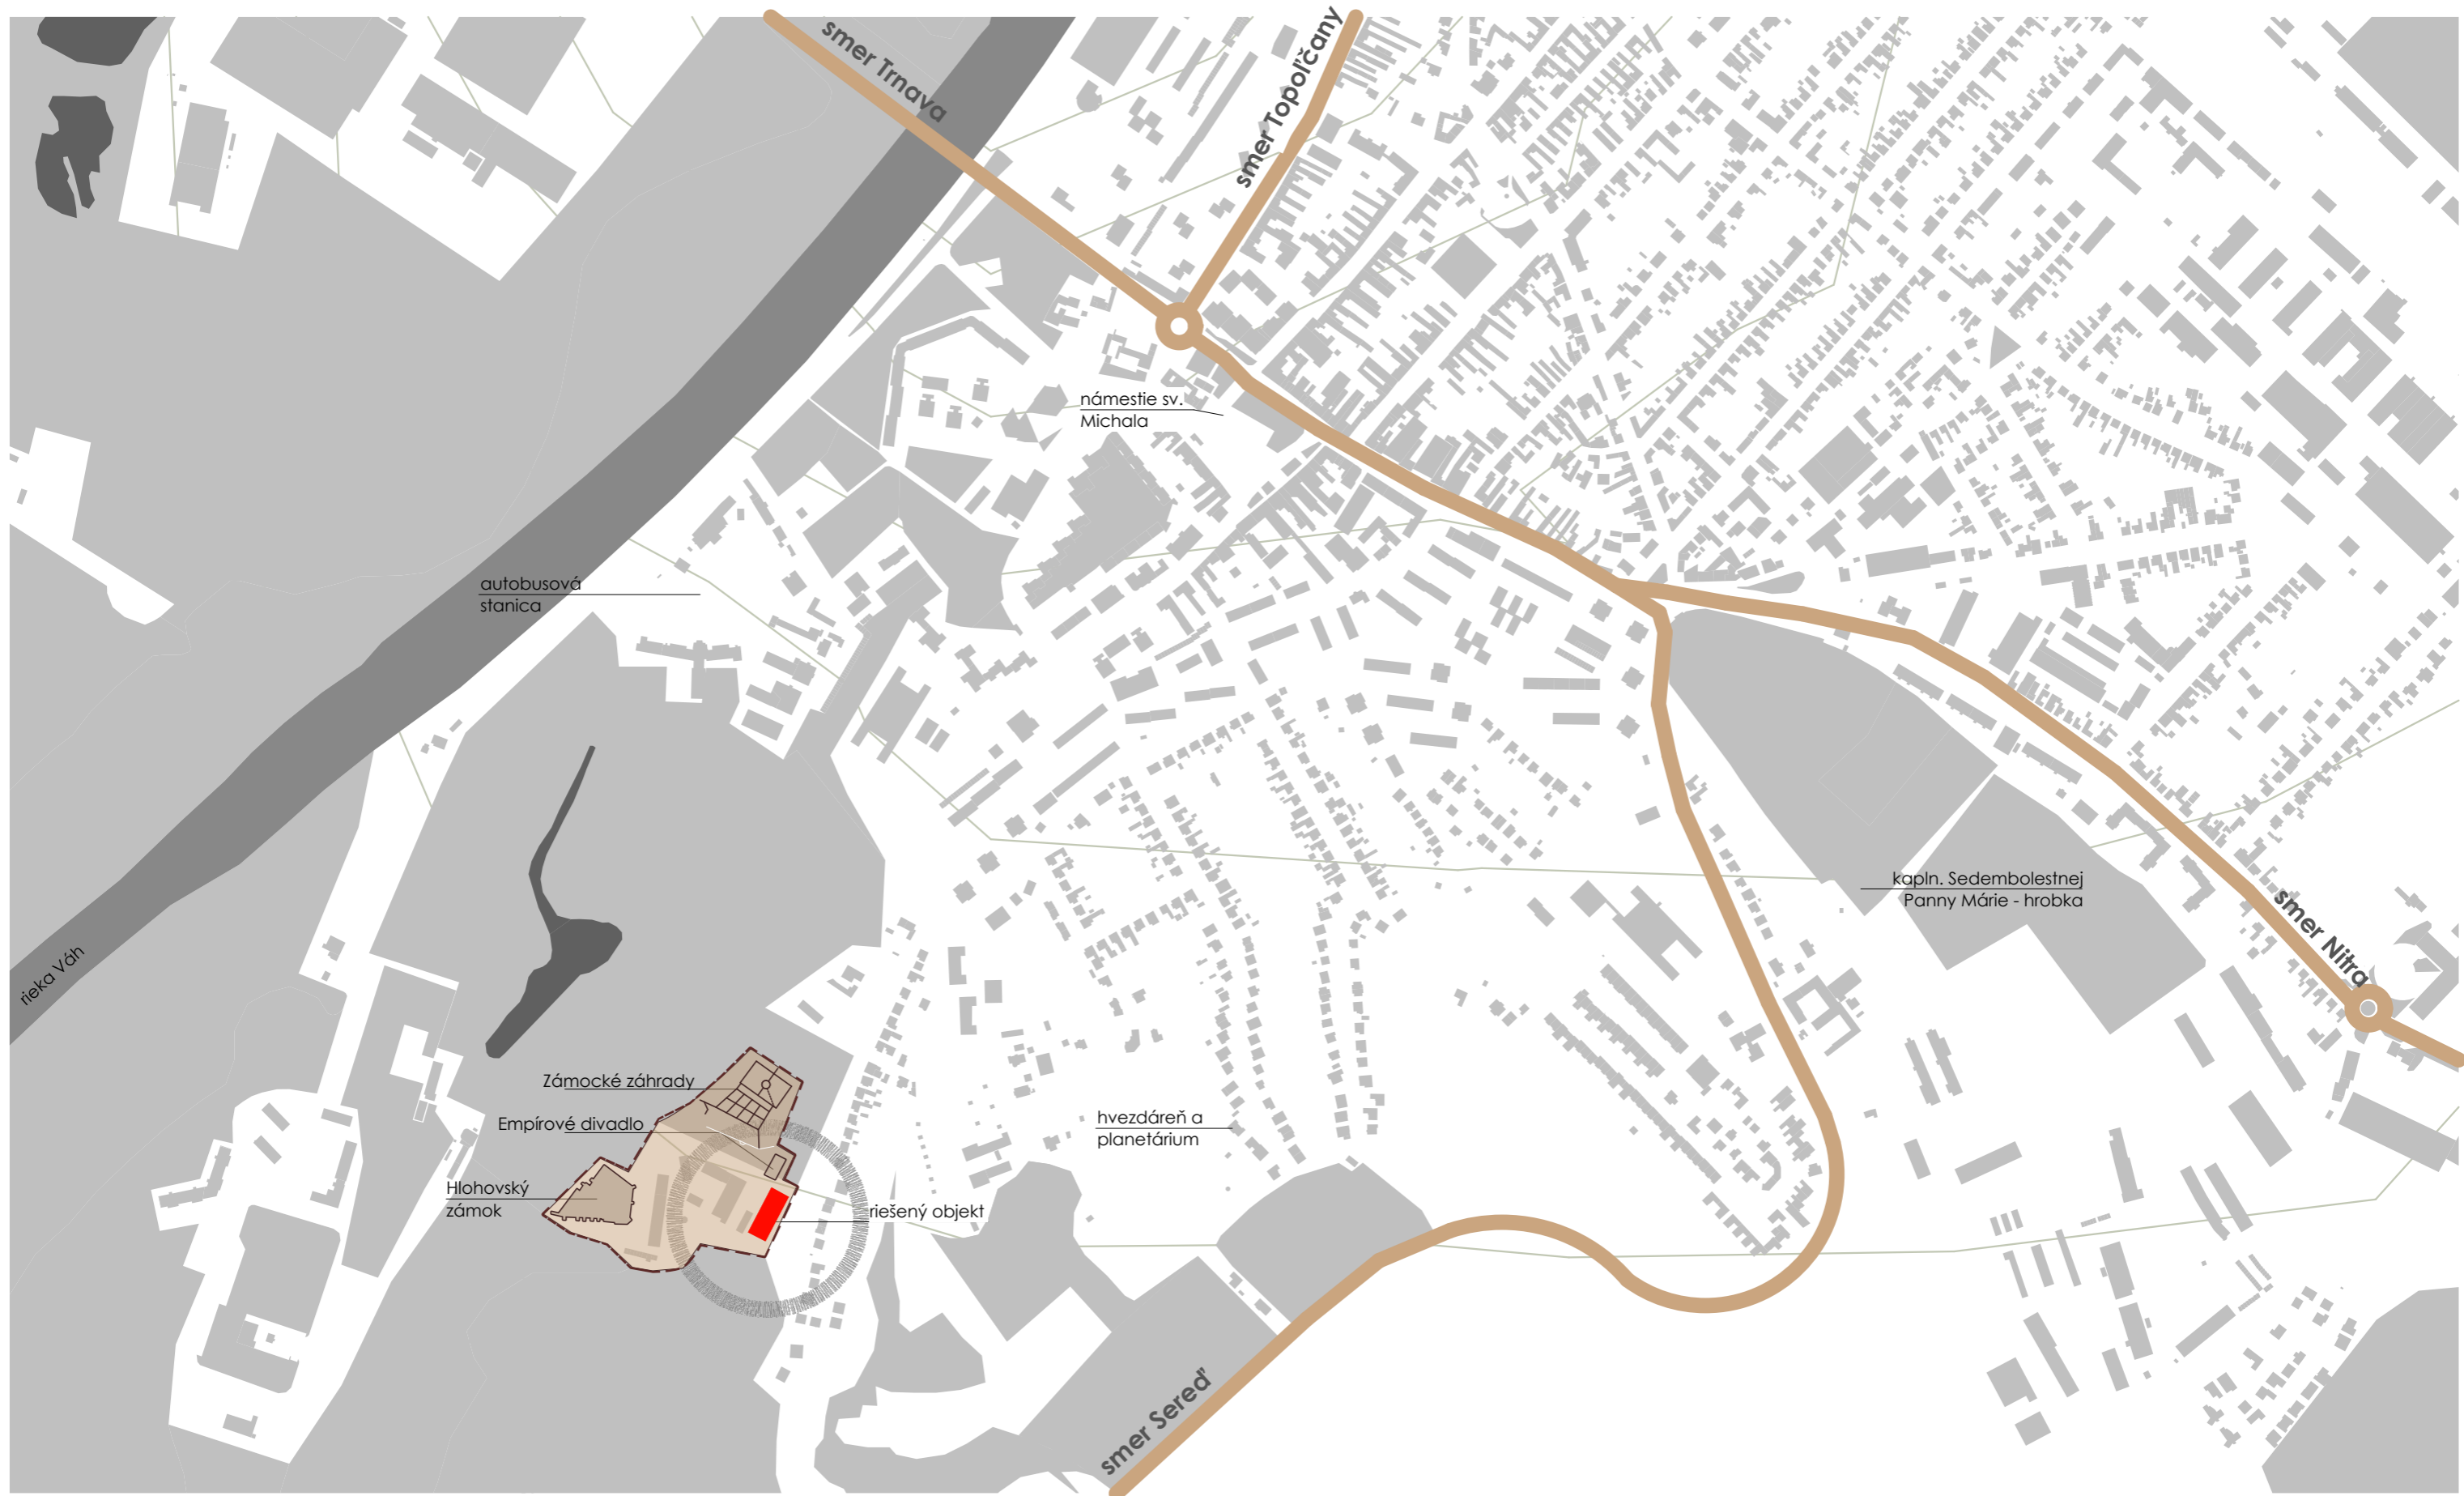 smer Trnava
smer Topoľčany
námestie sv.
Michala
autobusová
stanica
kapln. Sedembolestnej
Panny Márie - hrobka
smer Nitra
rieka Váh
Zámocké záhrady
Empírové divadlo
hvezdáreň a
planetárium
Hlohovský
zámok
riešený objekt
smer Sereď